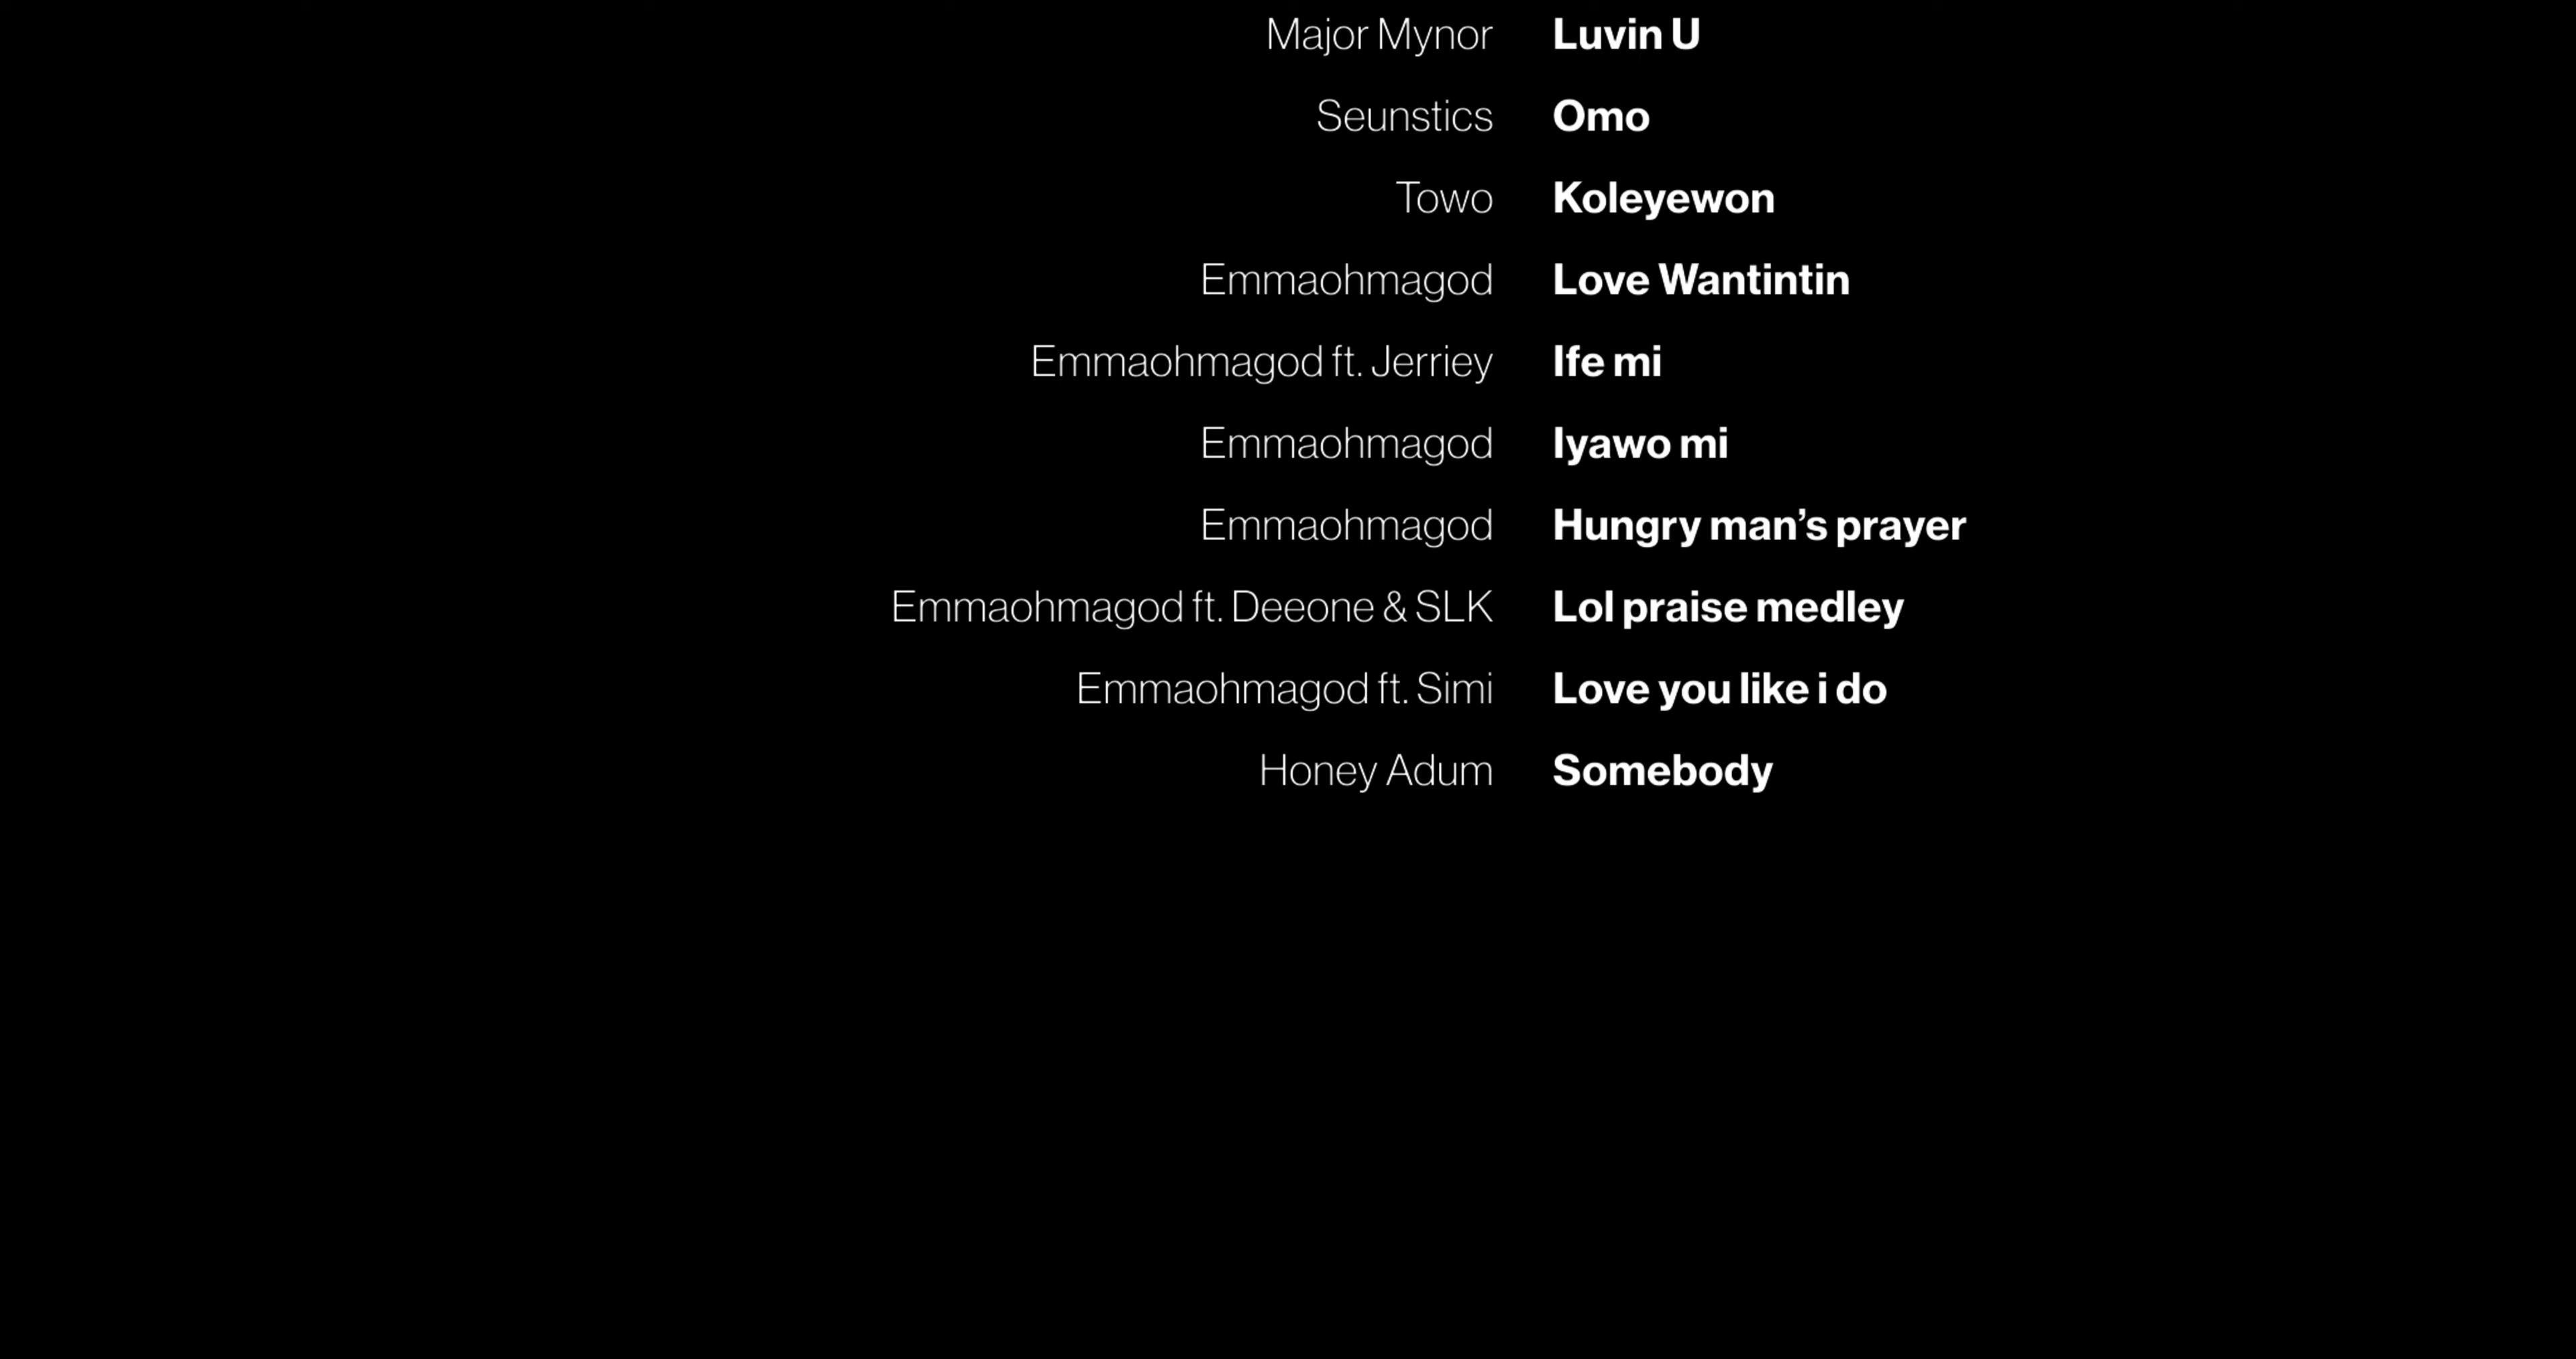 Major Mynor Luvin U
Seunstics Omo
Towo Koleyewon
Emmaohmagod Love Wantintin
Emmaohmagod ft. Jerriey Ife mi
Emmaohmagod Iyawo mi
Emmaohmagod Hungry man’s prayer
Emmaohmagod ft. Deeone & SLK Lol praise medley
Emmaohmagod ft. Simi Love you like i do
Honey Adum Somebody